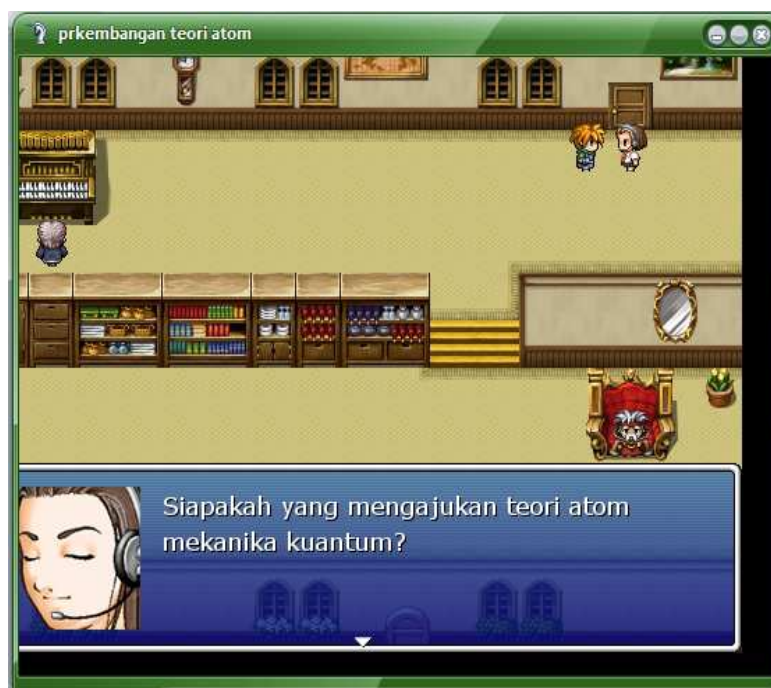 prkembangan teori atom
Siapakah yang mengajukan teori atom
mekanika kuantum?